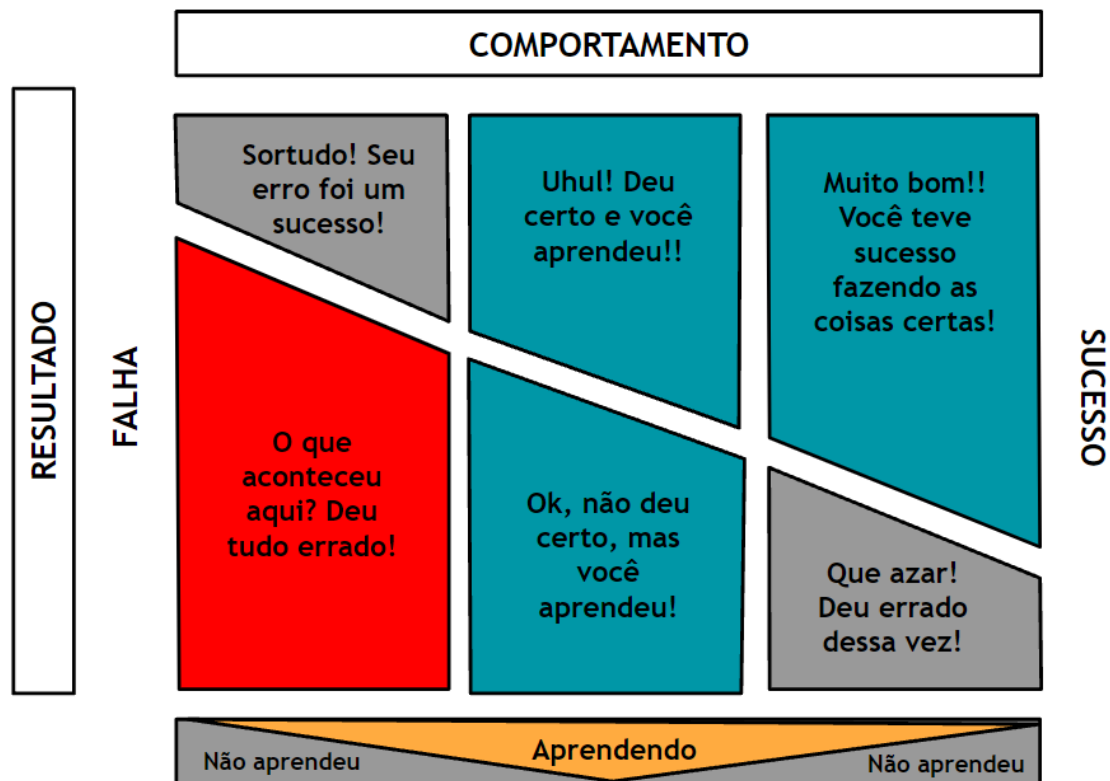 COMPORTAMENTO
RESULTADO
FALHA
Sortudo! Seu
erro foi um
sucesso!
Uhul! Deu
certo e você
aprendeu!!
Muito bom!!
Você teve
sucesso
fazendo as
coisas certas!
SUCESSO
O que
aconteceu
aqui? Deu
tudo errado!
Ok, não deu
certo, mas
você
aprendeu!
Que azar!
Deu errado
dessa vez!
Não aprendeu
Aprendendo
Não aprendeu